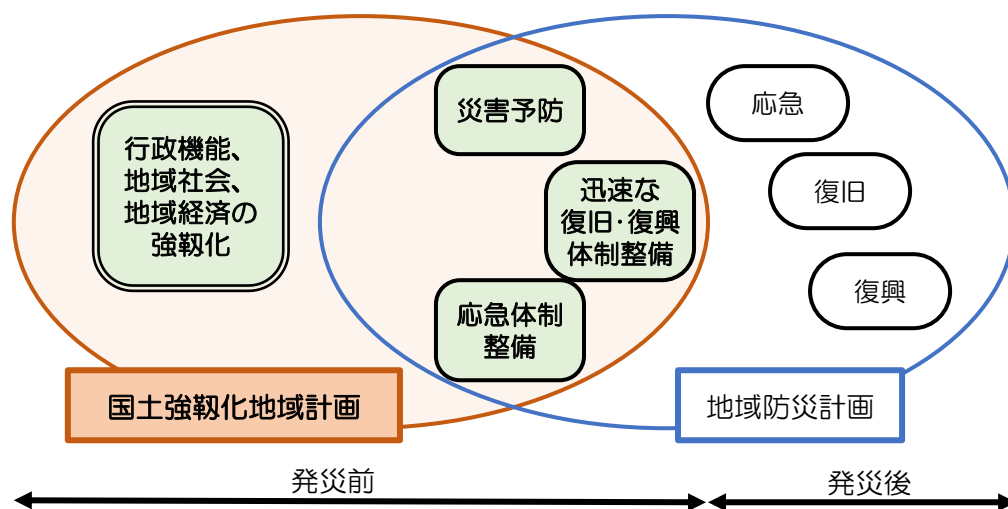 行政機能、
地域社会、
地域経済の
強靱化
災害予防
迅速な
復旧・復興
体制整備
応急体制
整備
応急
復旧
復興
国土強靱化地域計画
地域防災計画
発災前
発災後